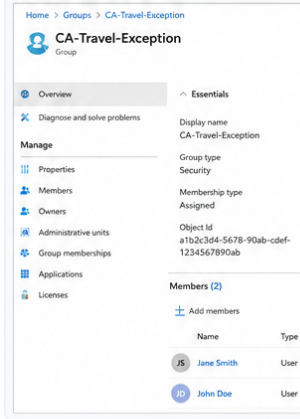 Home > Groups > CA-Travel-Exception
CA-Travel-Exception
Group
Overview
Diagnose and solve problems
Manage
Properties
Members
Owners
Administrative units
Group memberships
Applications
Licenses
Essentials
Display name
CA-Travel-Exception
Group type
Security
Membership type
Assigned
Object Id
a1b2c3d4-5678-90ab-cdef-
1234567890ab
Members (2)
Add members
Name Type
JS Jane Smith User
JD John Doe User